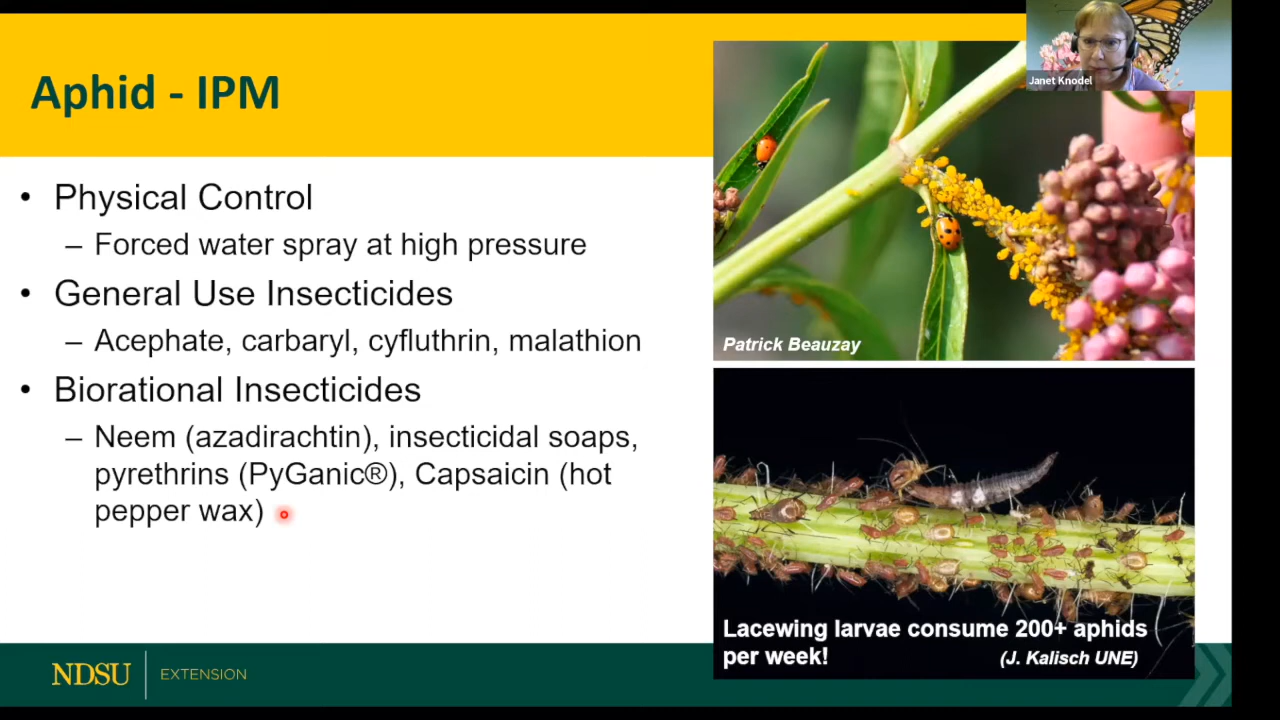 Aphid - IPM
• Physical Control
– Forced water spray at high pressure
• General Use Insecticides
– Acephate, carbaryl, cyfluthrin, malathion
• Biorational Insecticides
– Neem (azadirachtin), insecticidal soaps,
pyrethrins (PyGanic®), Capsaicin (hot
pepper wax)
Janet Knodel
Patrick Beauzay
Lacewing larvae consume 200+ aphids
per week!
(J. Kalisch UNE)
NDSU
EXTENSION